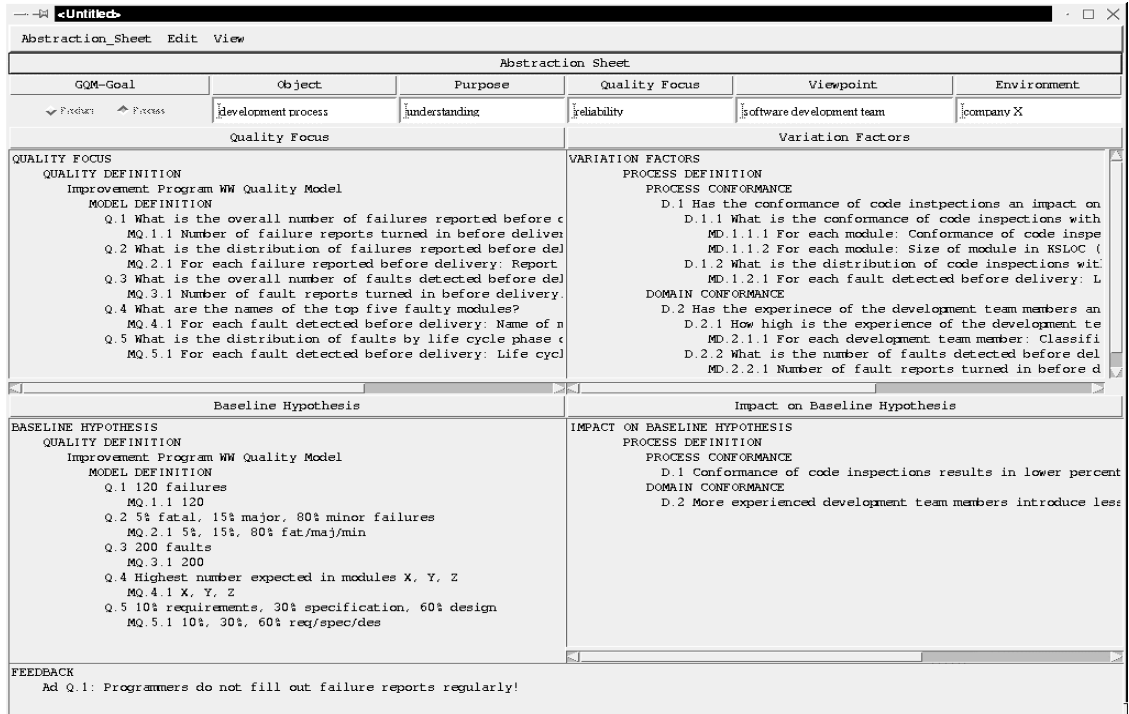 <Untitled>
Abstraction_Sheet Edit View
Abstraction Sheet
GQM-Goal Object Purpose Quality Focus Viewpoint Environment
Product Process development process understanding reliability software development team company X
Quality Focus
QUALITY FOCUS
QUALITY DEFINITION
Improvement Program WW Quality Model
MODEL DEFINITION
Q.1 What is the overall number of failures reported before c
MQ.1.1 Number of failure reports turned in before deliver
Q.2 What is the distribution of failures reported before del
MQ.2.1 For each failure reported before delivery: Report
Q.3 What is the overall number of faults detected before del
MQ.3.1 Number of fault reports turned in before delivery.
Q.4 What are the names of the top five faulty modules?
MQ.4.1 For each fault detected before delivery: Name of m
Q.5 What is the distribution of faults by life cycle phase c
MQ.5.1 For each fault detected before delivery: Life cycl
Variation Factors
VARIATION FACTORS
PROCESS DEFINITION
PROCESS CONFORMANCE
D.1 Has the conformance of code instpections an impact on
D.1.1 What is the conformance of code inspections with
MD.1.1.1 For each module: Conformance of code inspe
MD.1.1.2 For each module: Size of module in KSLOC (
D.1.2 What is the distribution of code inspections wit
MD.1.2.1 For each fault detected before delivery: L
DOMAIN CONFORMANCE
D.2 Has the experinece of the development team members an
D.2.1 How high is the experience of the development te
MD.2.1.1 For each development team member: Classifi
D.2.2 What is the number of faults detected before del
MD.2.2.1 Number of fault reports turned in before d
Baseline Hypothesis
BASELINE HYPOTHESIS
QUALITY DEFINITION
Improvement Program WW Quality Model
MODEL DEFINITION
Q.1 120 failures
MQ.1.1 120
Q.2 5% fatal, 15% major, 80% minor failures
MQ.2.1 5%, 15%, 80% fat/maj/min
Q.3 200 faults
MQ.3.1 200
Q.4 Highest number expected in modules X, Y, Z
MQ.4.1 X, Y, Z
Q.5 10% requirements, 30% specification, 60% design
MQ.5.1 10%, 30%, 60% req/spec/des
Impact on Baseline Hypothesis
IMPACT ON BASELINE HYPOTHESIS
PROCESS DEFINITION
PROCESS CONFORMANCE
D.1 Conformance of code inspections results in lower percent
DOMAIN CONFORMANCE
D.2 More experienced development team members introduce less
FEEDBACK
Ad Q.1: Programmers do not fill out failure reports regularly!